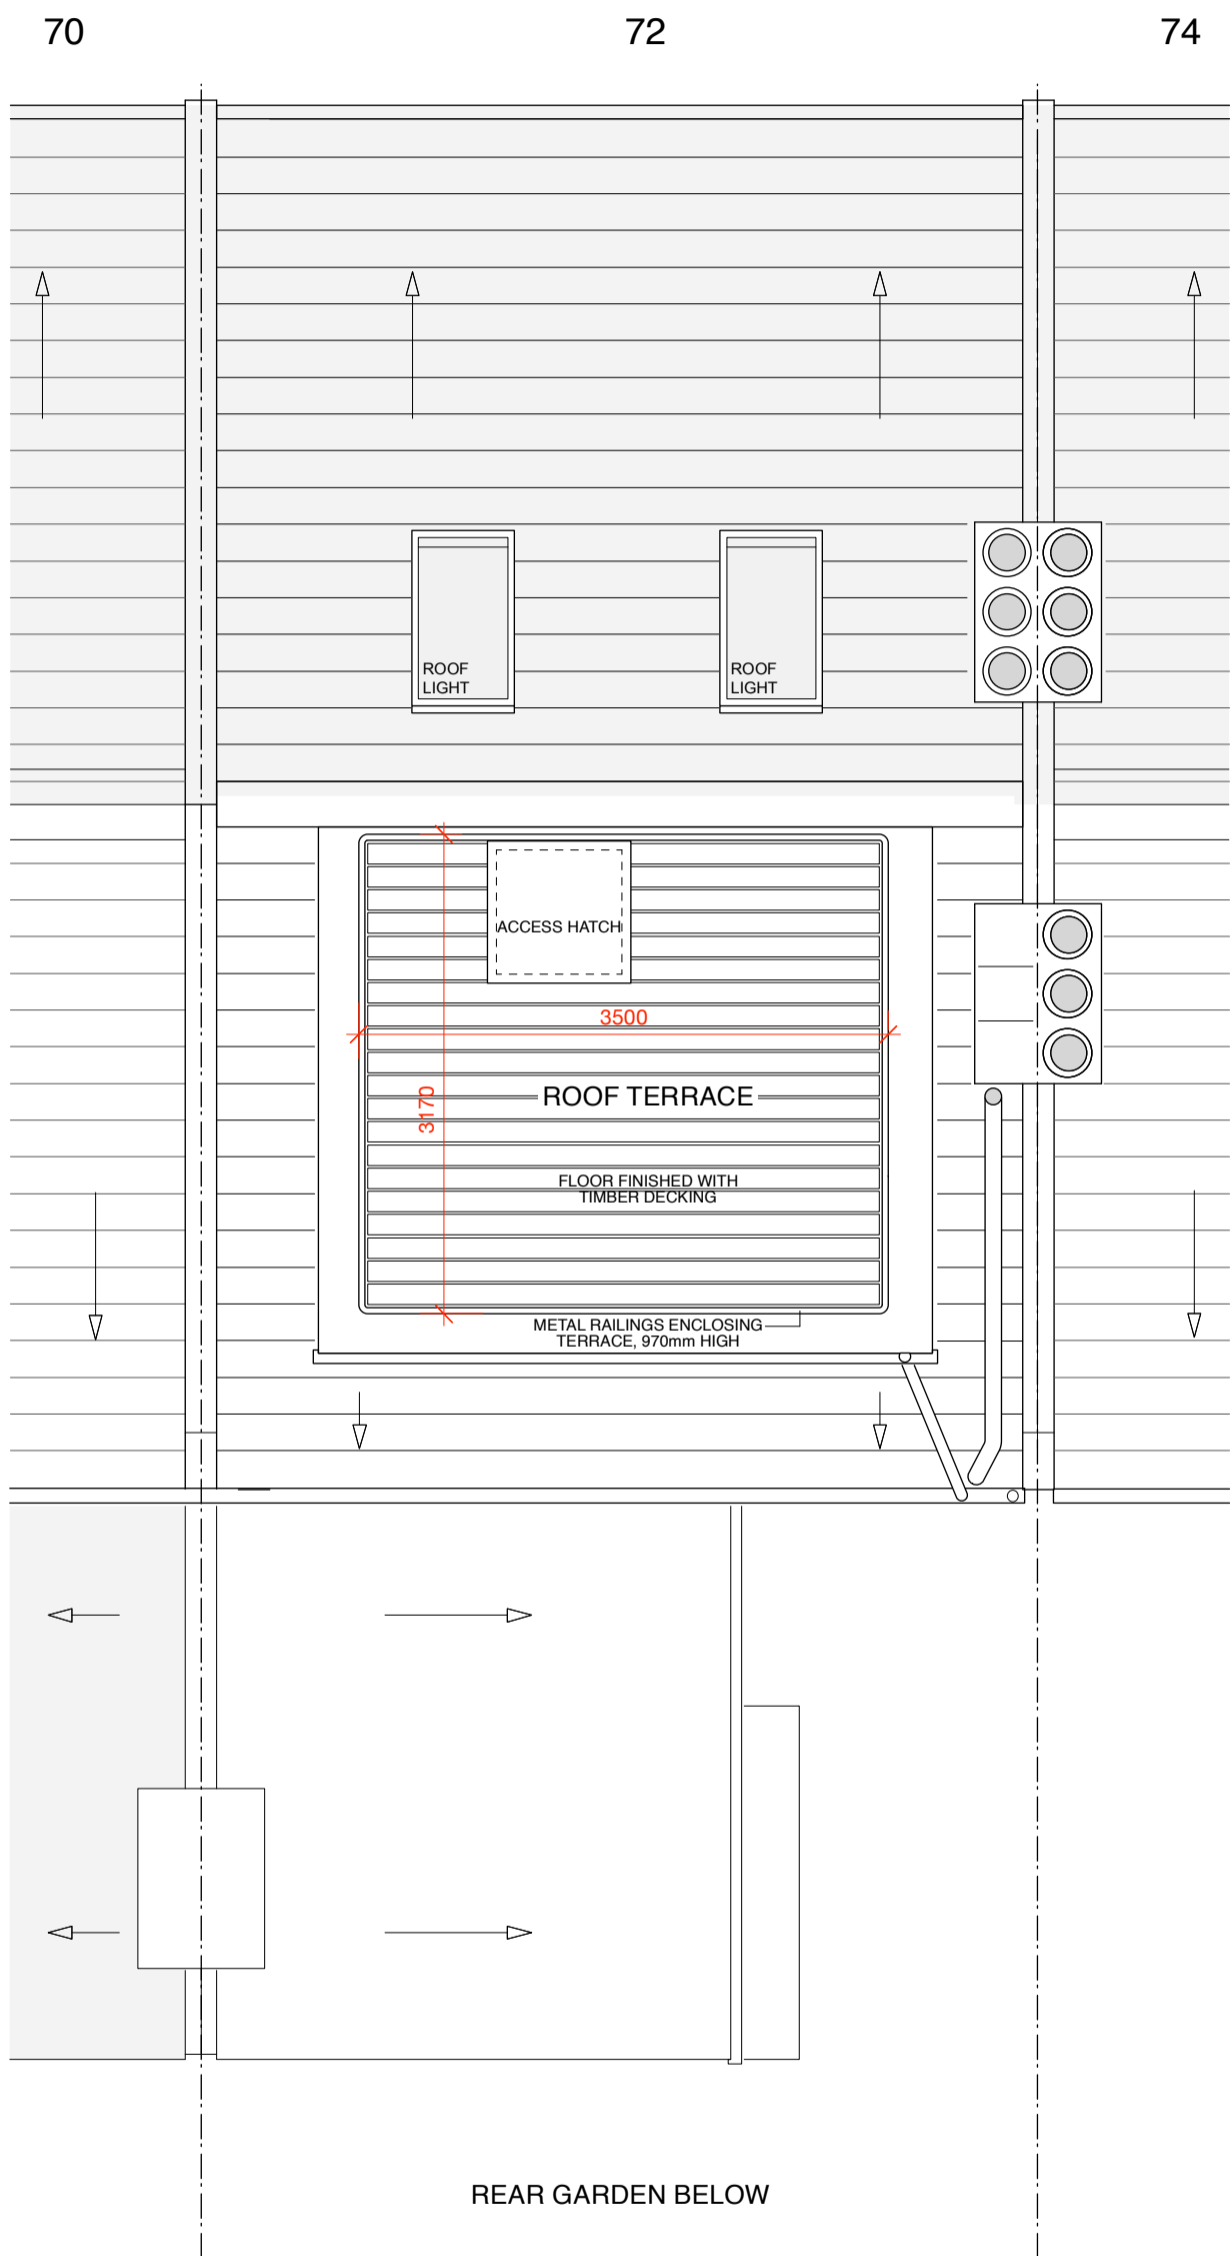 70
72
74
ROOF
LIGHT
ROOF
LIGHT
ACCESS HATCH
3500
3170
ROOF TERRACE
FLOOR FINISHED WITH
TIMBER DECKING
METAL RAILINGS ENCLOSING
TERRACE, 970mm HIGH
REAR GARDEN BELOW